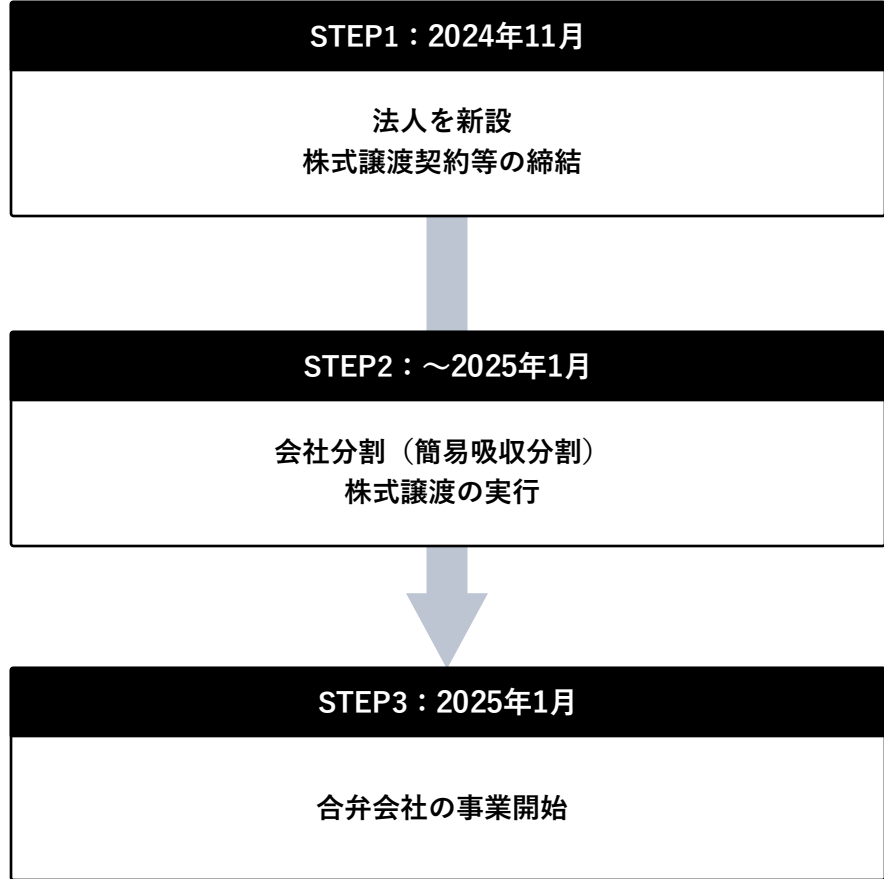 STEP1：2024年11月
法人を新設
株式譲渡契約等の締結
STEP2：～2025年1月
会社分割（簡易吸収分割）
株式譲渡の実行
STEP3：2025年1月
合弁会社の事業開始